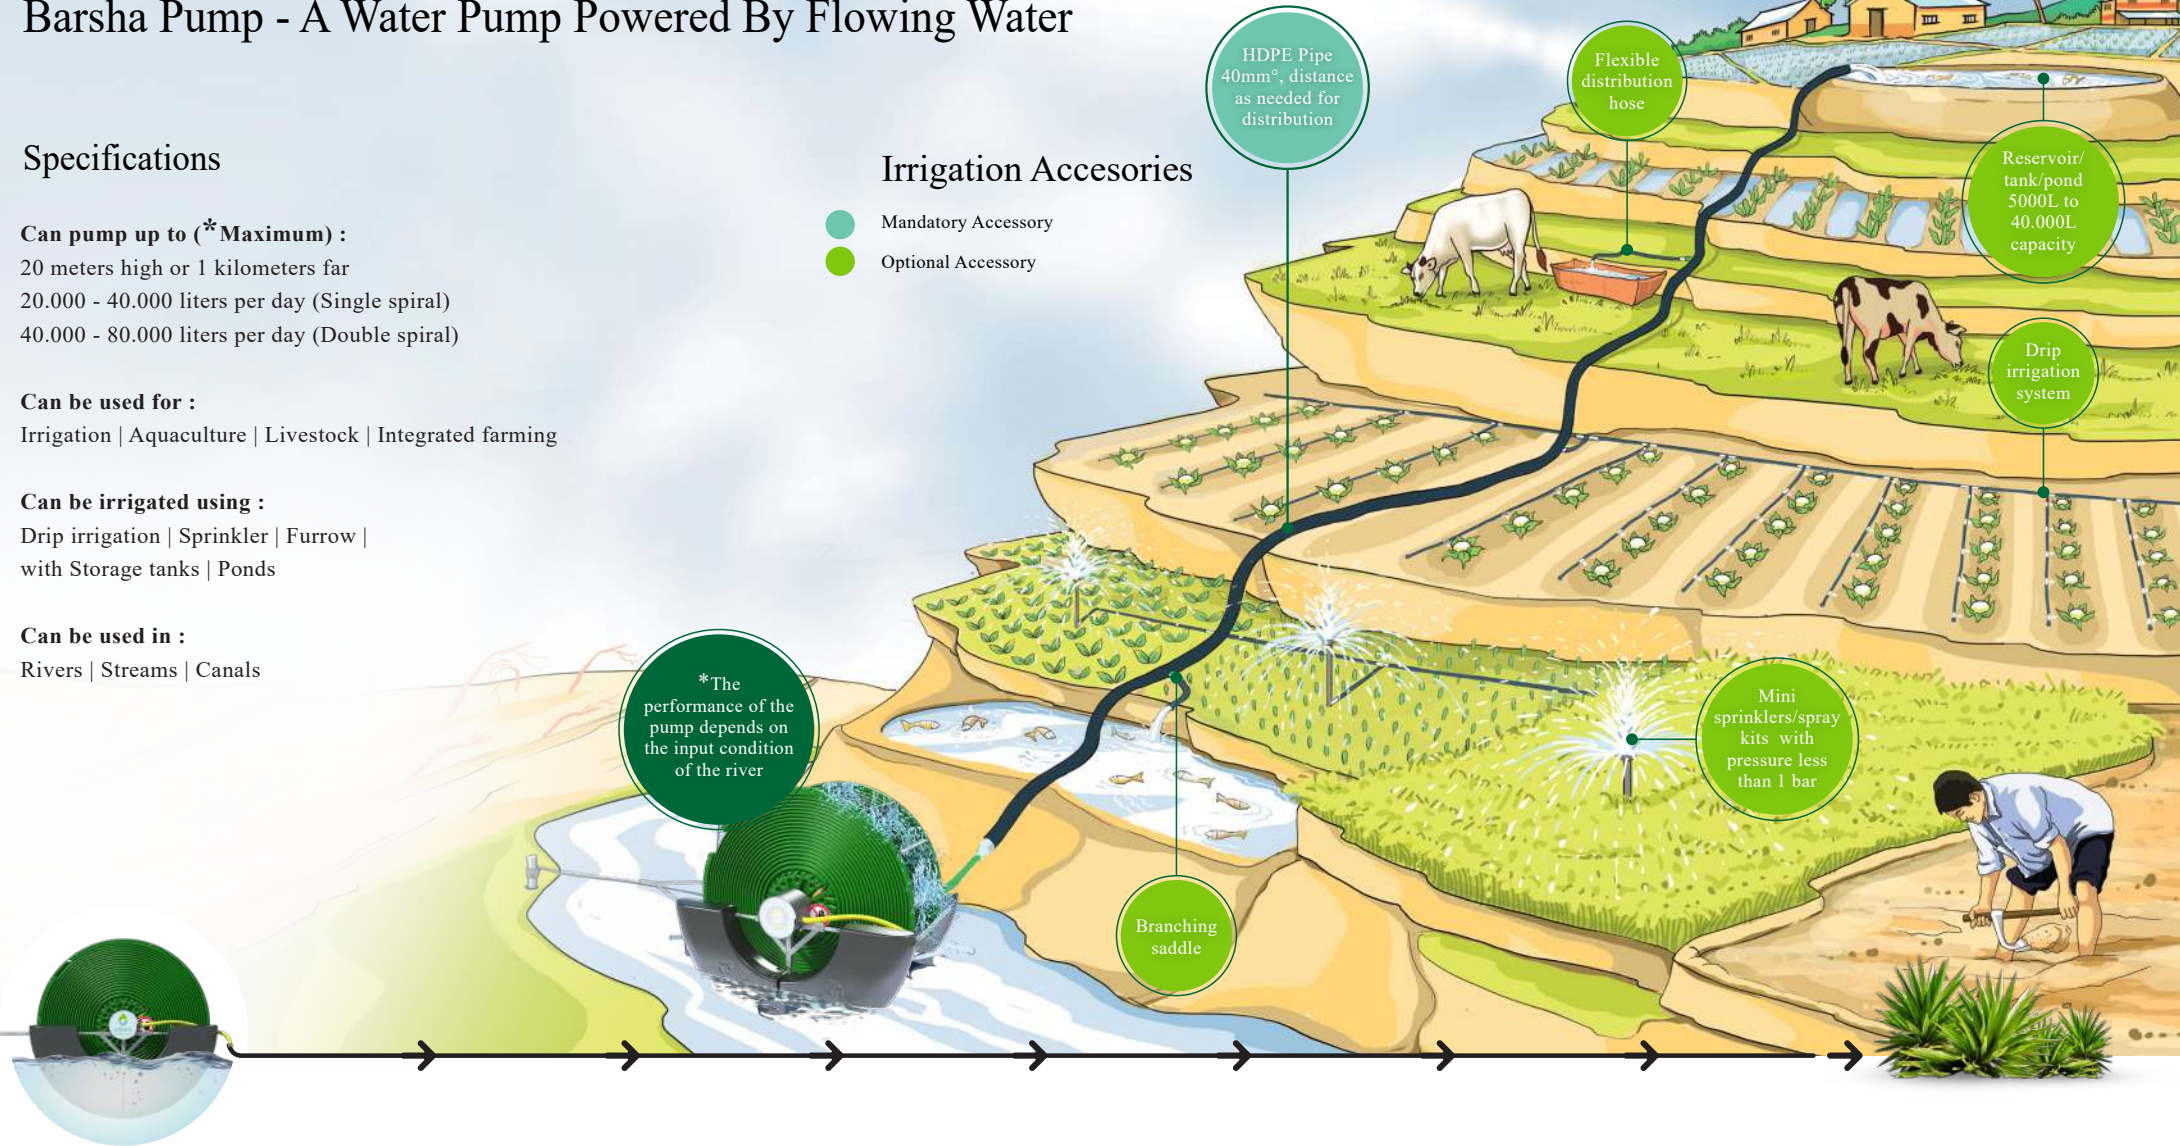 Barsha Pump - A Water Pump Powered By Flowing Water
Specifications
Can pump up to (*Maximum) :
20 meters high or 1 kilometers far
20.000 - 40.000 liters per day (Single spiral)
40.000 - 80.000 liters per day (Double spiral)
Can be used for :
Irrigation | Aquaculture | Livestock | Integrated farming
Can be irrigated using :
Drip irrigation | Sprinkler | Furrow |
with Storage tanks | Ponds
Can be used in :
Rivers | Streams | Canals
Irrigation Accesories
Mandatory Accessory
Optional Accessory
HDPE Pipe
40mm°, distance
as needed for
distribution
Flexible
distribution
hose
Reservoir/
tank/pond
5000L to
40.000L
capacity
Drip
irrigation
system
*The
performance of the
pump depends on
the input condition
of the river
Mini
sprinklers/spray
kits with
pressure less
than 1 bar
Branching
saddle